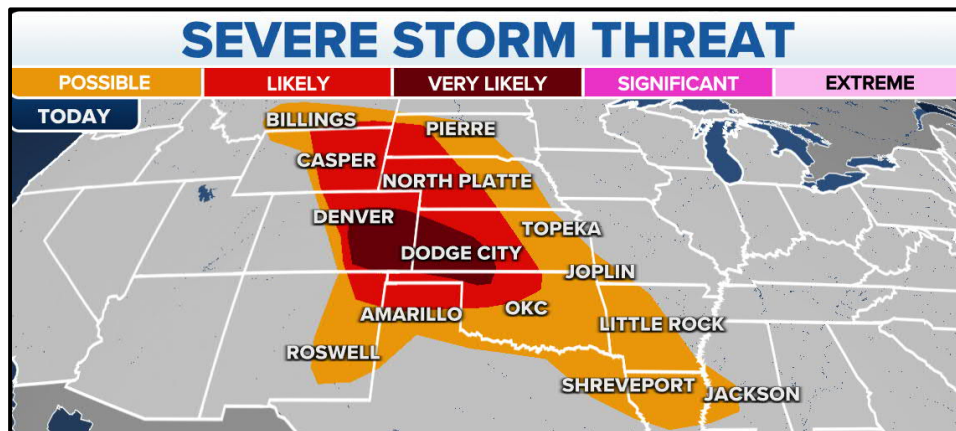 SEVERE STORM THREAT
POSSIBLE LIKELY VERY LIKELY SIGNIFICANT EXTREME
TODAY
BILLINGS
PIERRE
CASPER
NORTH PLATTE
DENVER
TOPEKA
DODGE CITY
JOPLIN
AMARILLO
OKC
LITTLE ROCK
ROSWELL
SHREVEPORT
JACKSON